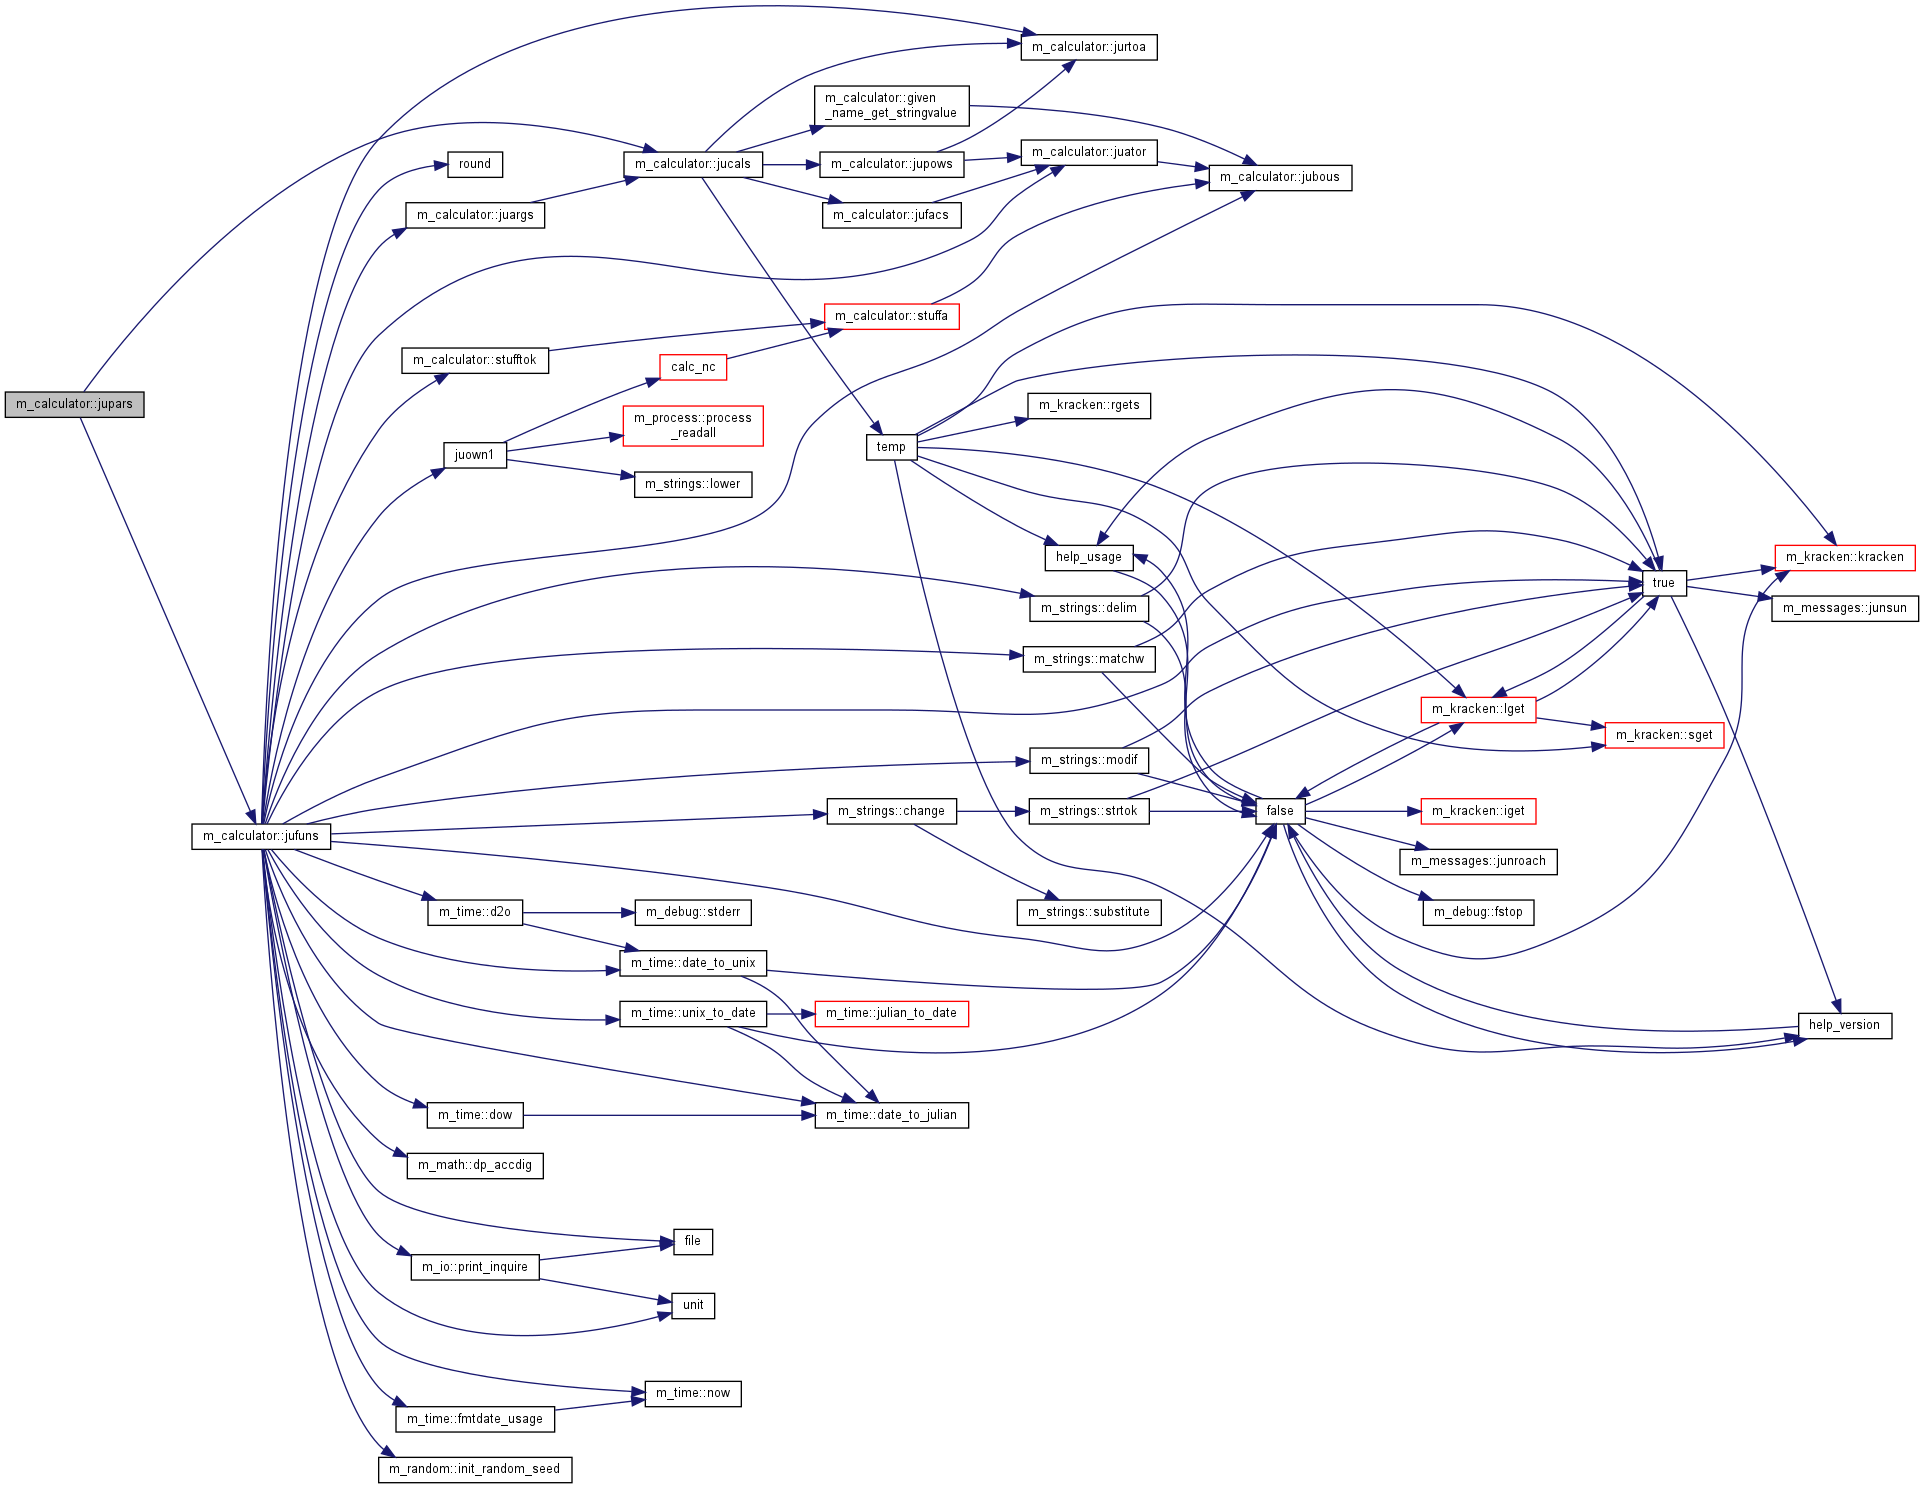 m_calculator::jurtoa
m_calculator::given
_name_get_stringvalue
round
m_calculator::jucals
m_calculator::jupows
m_calculator::juator
m_calculator::jubous
m_calculator::juargs
m_calculator::jufacs
m_calculator::stuffa
m_calculator::stufftok
calc_nc
m_calculator::jupars
m_process::process
_readall
m_kracken::rgets
juown1
temp
m_strings::lower
help_usage
m_kracken::kracken
true
m_strings::delim
m_messages::junsun
m_strings::matchw
m_kracken::lget
m_kracken::sget
m_strings::modif
m_calculator::jufuns
m_strings::change
m_strings::strtok
false
m_kracken::iget
m_messages::junroach
m_time::d2o
m_debug::stderr
m_strings::substitute
m_debug::fstop
m_time::date_to_unix
m_time::unix_to_date
m_time::julian_to_date
help_version
m_time::dow
m_time::date_to_julian
m_math::dp_accdig
file
m_io::print_inquire
unit
m_time::now
m_time::fmtdate_usage
m_random::init_random_seed